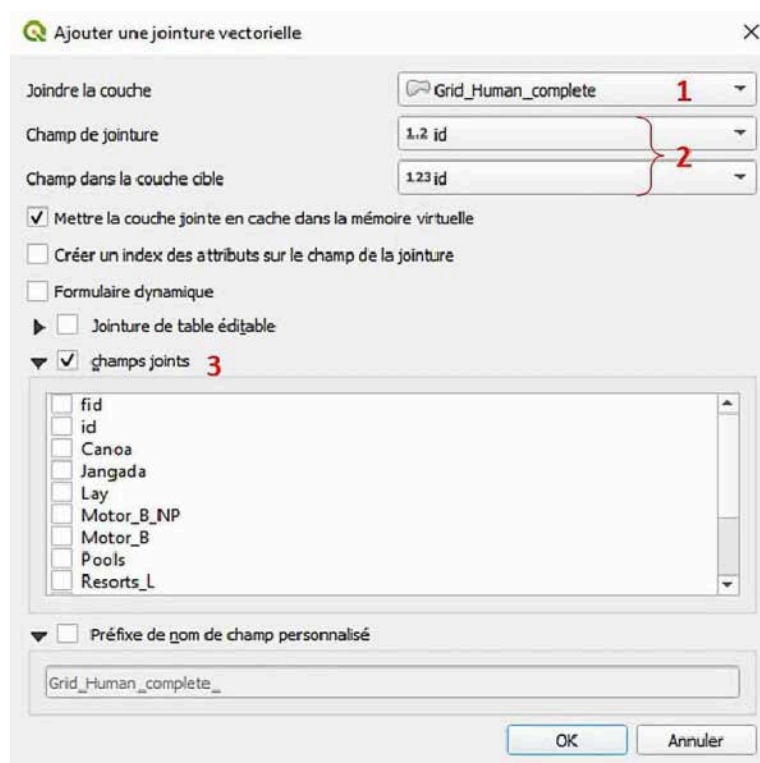 Ajouter une jointure vectorielle
Joindre la couche Grid_Human_complete 1
Champ de jointure 1.2 id
2
Champ dans la couche cible 123 id
Mettre la couche jointe en cache dans la mémoire virtuelle
Créer un index des attributs sur le champ de la jointure
Formulaire dynamique
Jointure de table éditable
champs joints 3
fid
id
Canoa
Jangada
Lay
Motor_B_NP
Motor_B
Pools
Resorts_L
Préfixe de nom de champ personnalisé
Grid_Human_complete_
OK Annuler